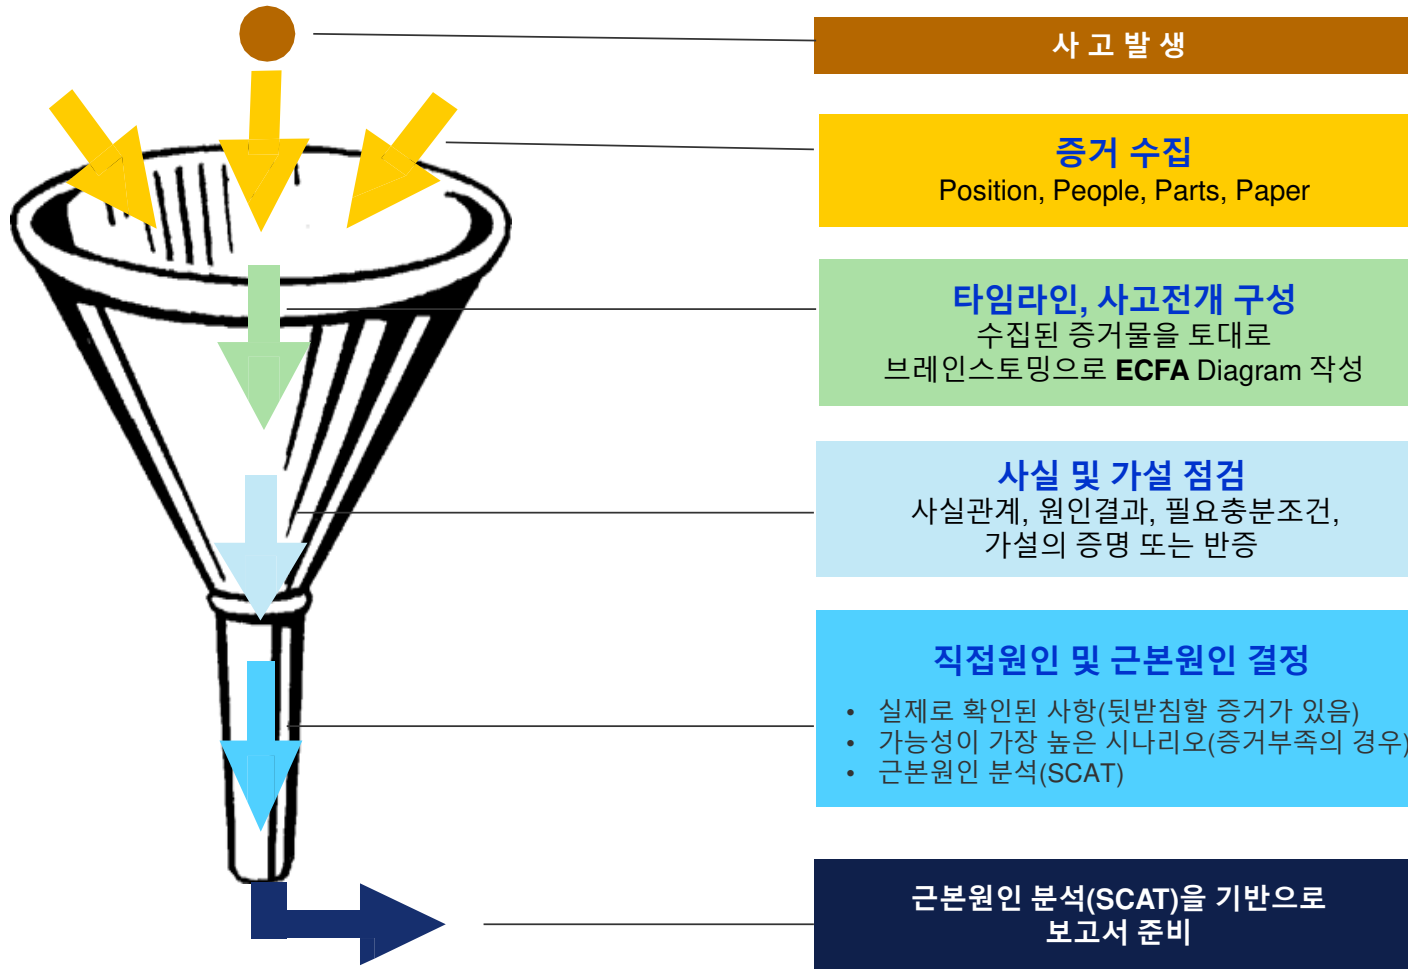 사 고 발 생
증거 수집
Position, People, Parts, Paper
타임라인, 사고전개 구성
수집된 증거물을 토대로
브레인스토밍으로 ECFA Diagram 작성
사실 및 가설 점검
사실관계, 원인결과, 필요충분조건,
가설의 증명 또는 반증
직접원인 및 근본원인 결정
• 실제로 확인된 사항(뒷받침할 증거가 있음)
• 가능성이 가장 높은 시나리오(증거부족의 경우)
• 근본원인 분석(SCAT)
근본원인 분석(SCAT)을 기반으로
보고서 준비